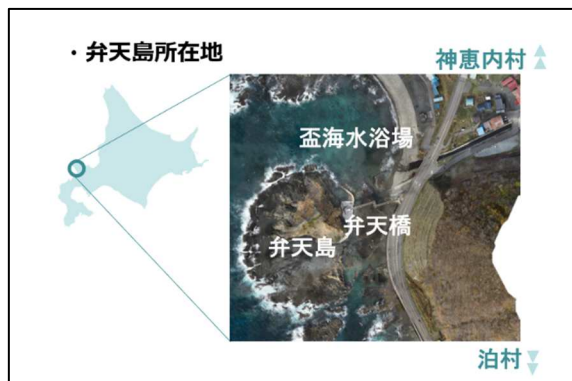 ・弁天島所在地
神恵内村
盃海水浴場
弁天橋
弁天島
泊村